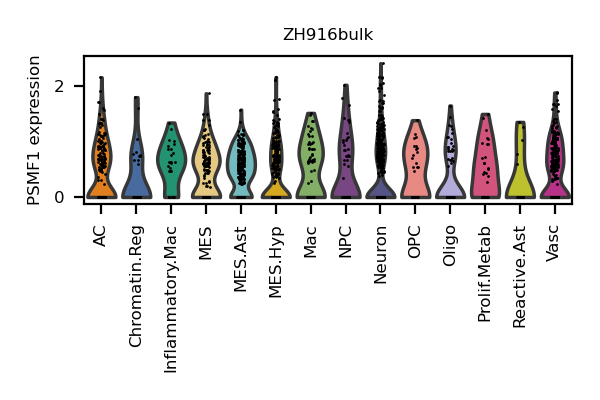 ZH916bulk
PSMF1 expression
2
0
AC
Chromatin.Reg
Inflammatory.Mac
MES
MES.Ast
MES.Hyp
Mac
NPC
Neuron
OPC
Oligo
Prolif.Metab
Reactive.Ast
Vasc